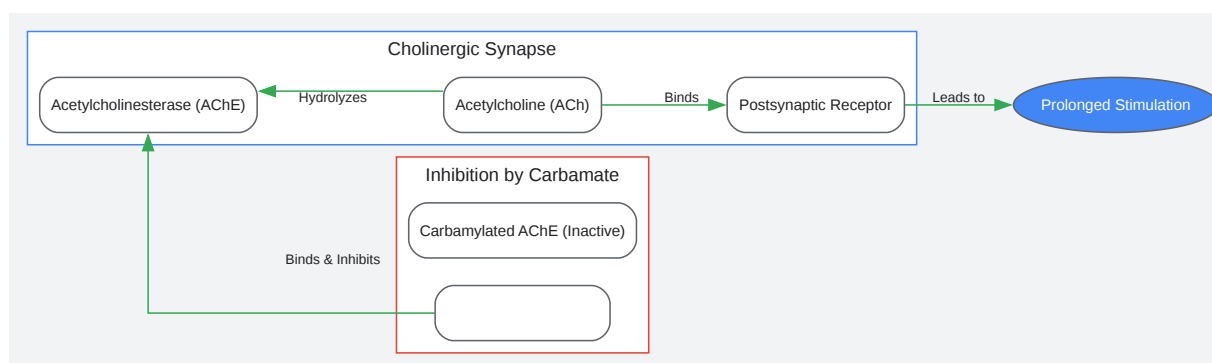 Cholinergic Synapse
Acetylcholinesterase (AChE)
Hydrolyzes
Acetylcholine (ACh)
Binds
Postsynaptic Receptor
Leads to
Prolonged Stimulation
Inhibition by Carbamate
Carbamylated AChE (Inactive)
Binds & Inhibits